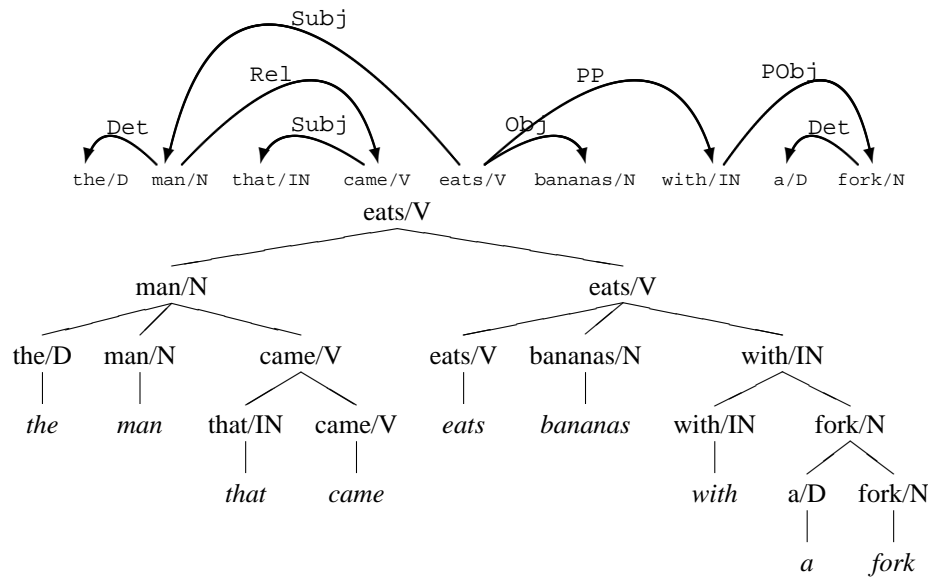 Subj
Rel PP PObj
Det Subj Obj Det
the/D man/N that/IN came/V eats/V bananas/N with/IN a/D fork/N
eats/V
man/N eats/V
the/D man/N came/V eats/V bananas/N with/IN
the man that/IN came/V eats bananas with/IN fork/N
that came with a/D fork/N
a fork